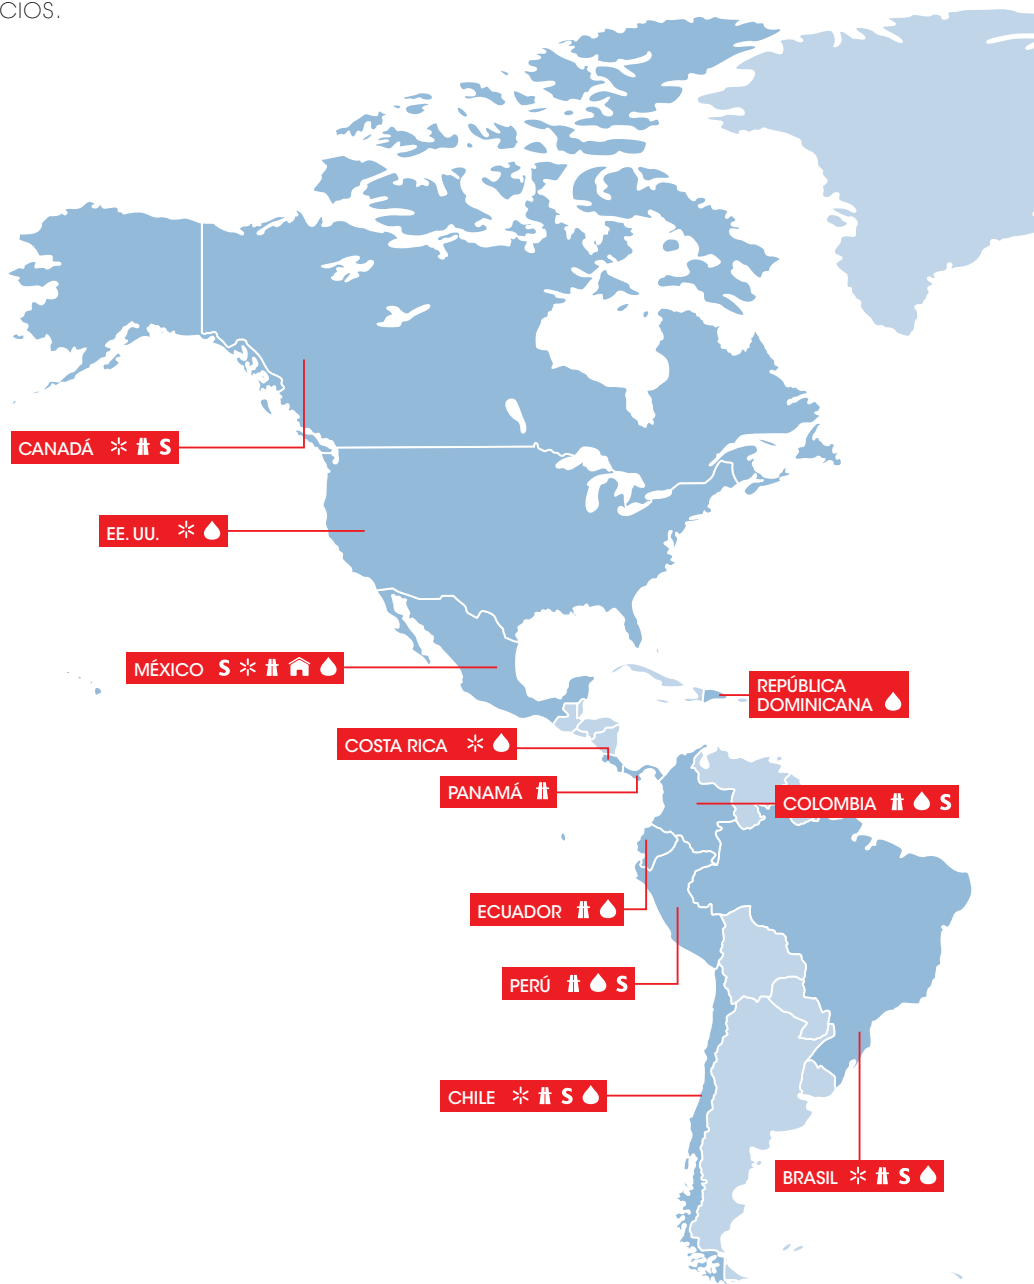 CIOS.
CANADÁ S
EE. UU.
MÉXICO S
REPÚBLICA
DOMINICANA
COSTA RICA
PANAMÁ
COLOMBIA S
ECUADOR
PERÚ S
CHILE S
BRASIL S